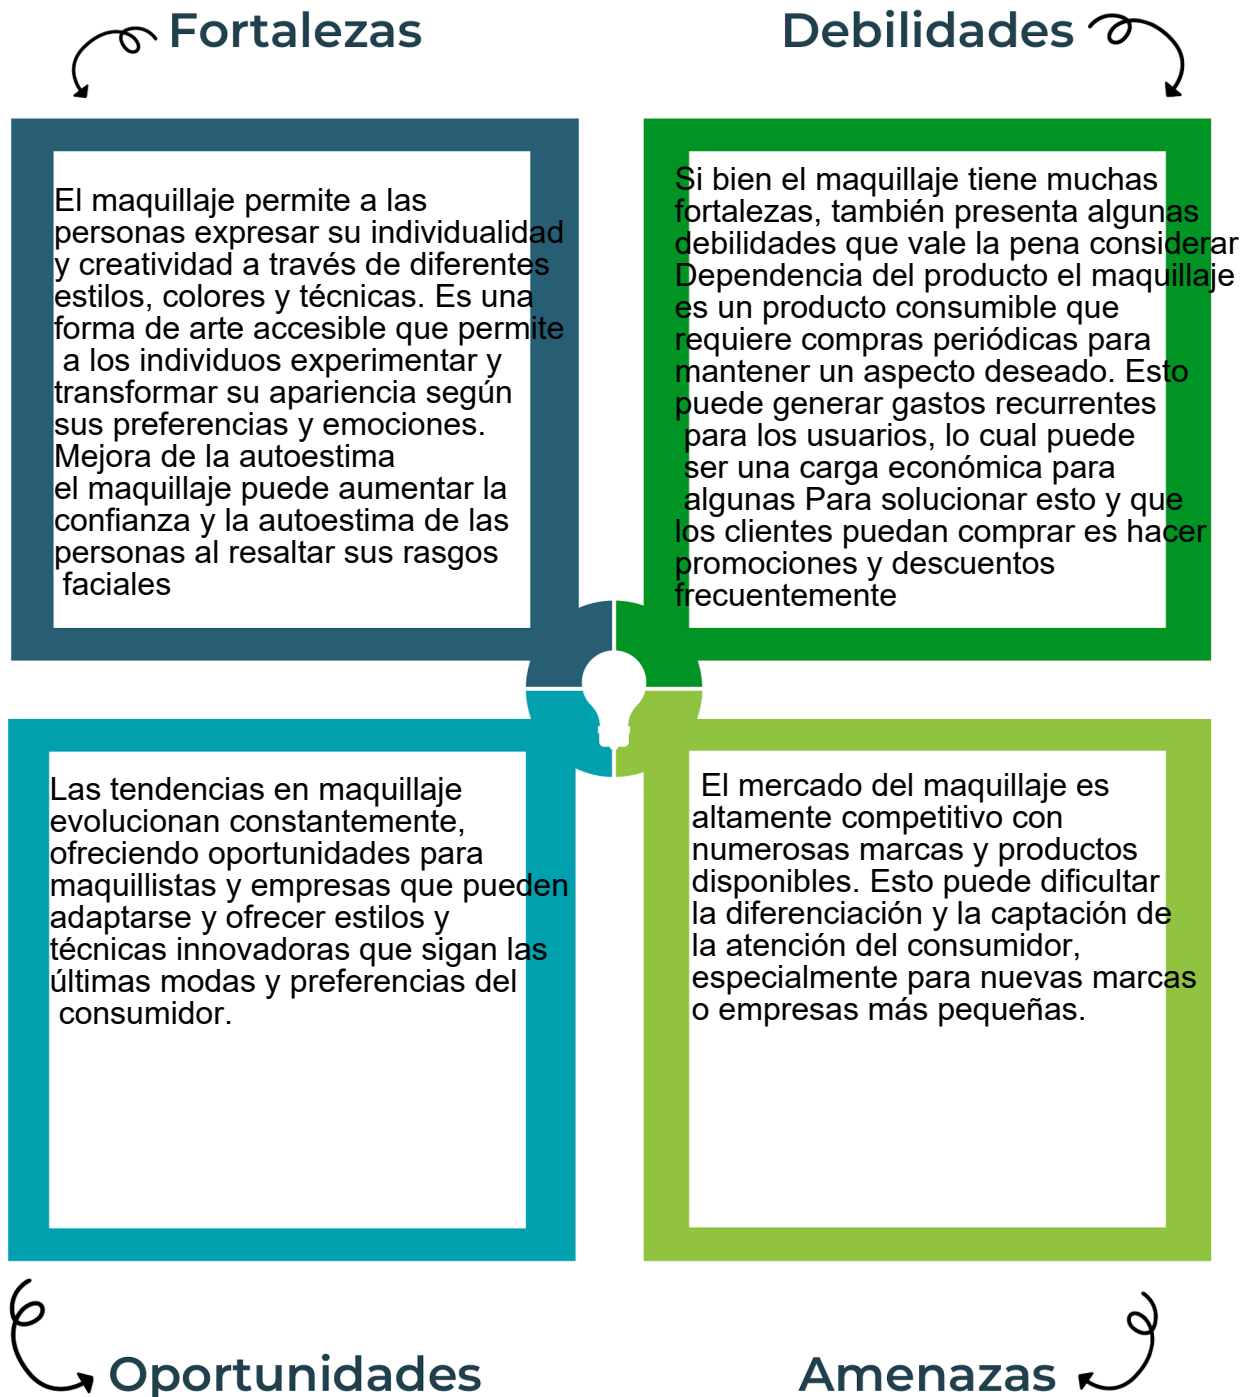 Fortalezas
El maquillaje permite a las
personas expresar su individualidad
y creatividad a través de diferentes
estilos, colores y técnicas. Es una
forma de arte accesible que permite
a los individuos experimentar y
transformar su apariencia según
sus preferencias y emociones.
Mejora de la autoestima
el maquillaje puede aumentar la
confianza y la autoestima de las
personas al resaltar sus rasgos
faciales
Debilidades
Si bien el maquillaje tiene muchas
fortalezas, también presenta algunas
debilidades que vale la pena considerar
Dependencia del producto el maquillaje
es un producto consumible que
requiere compras periódicas para
mantener un aspecto deseado. Esto
puede generar gastos recurrentes
para los usuarios, lo cual puede
ser una carga económica para
algunas Para solucionar esto y que
los clientes puedan comprar es hacer
promociones y descuentos
frecuentemente
Las tendencias en maquillaje
evolucionan constantemente,
ofreciendo oportunidades para
maquillistas y empresas que pueden
adaptarse y ofrecer estilos y
técnicas innovadoras que sigan las
últimas modas y preferencias del
consumidor.
Oportunidades
El mercado del maquillaje es
altamente competitivo con
numerosas marcas y productos
disponibles. Esto puede dificultar
la diferenciación y la captación de
la atención del consumidor,
especialmente para nuevas marcas
o empresas más pequeñas.
Amenazas